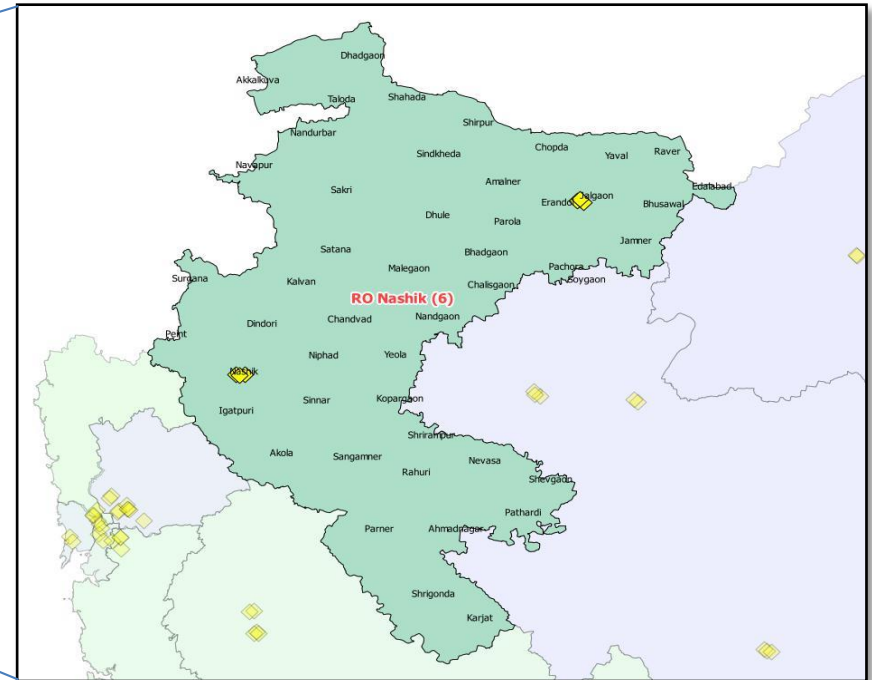 Dhadgaon
Akkalkuva
Taloda
Shahada
Shirpur
Nandurbar
Chopda
Yaval
Raver
Sindkheda
Navapur
Amalner
Edalabad
Sakri
Jalgaon
Erandol
Bhusawal
Dhule
Parola
Jamner
Satana
Bhadgaon
Malegaon
Pachora
Surgana
Kalvan
Soygaon
Chalisgaon
RO Nashik (6)
Nandgaon
Dindori
Chandvad
Peint
Niphad
Yeola
Nashik
Sinnar
Kopargaon
Igatpuri
Shrirampur
Akola
Sangamner
Nevasa
Rahuri
Shevgaon
Pathardi
Parner
Ahmadnagar
Shrigonda
Karjat